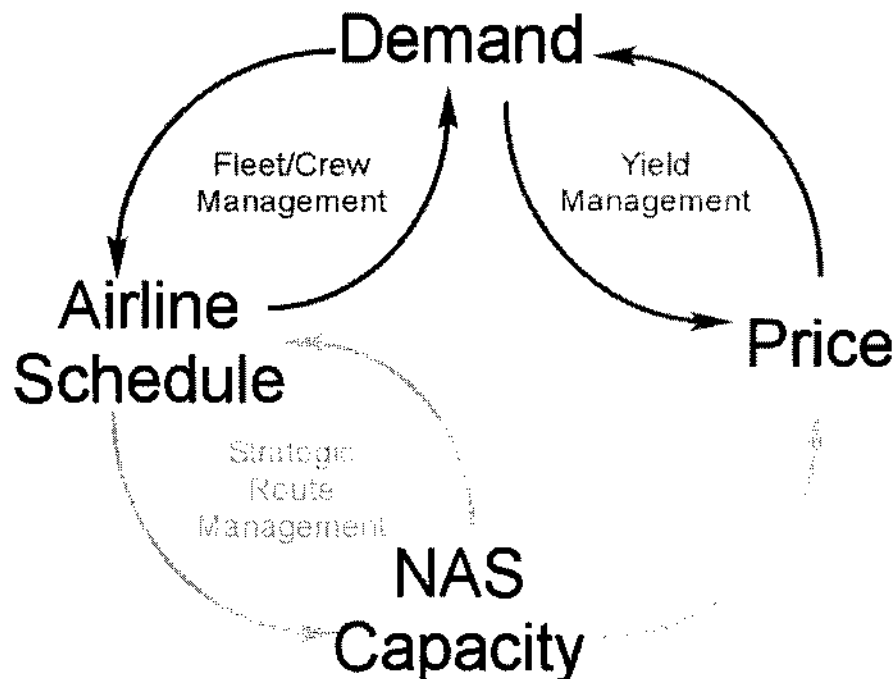 Demand
Fleet/Crew
Management
Yield
Management
Airline
Schedule
Price
Strategic
Route
Management
NAS
Capacity